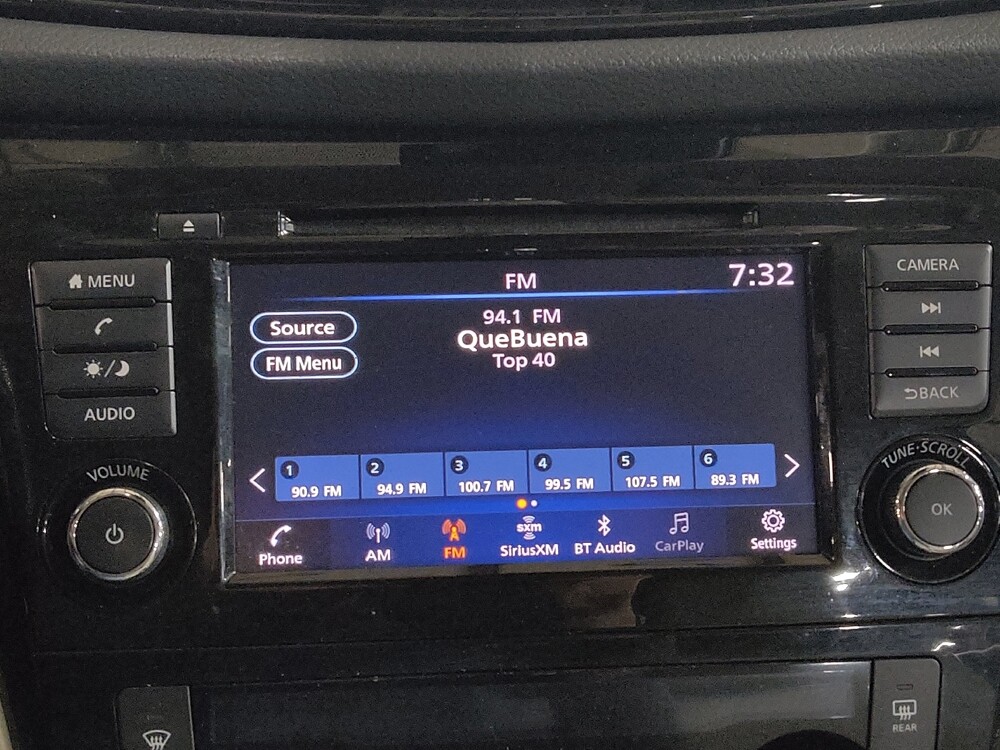 MENU
AUDIO
VOLUME
FM
7:32
Source
FM Menu
94.1 FM
QueBuena
Top 40
1 90.9 FM
2 94.9 FM
3 100.7 FM
4 99.5 FM
5 107.5 FM
6 89.3 FM
Phone
AM
FM
sxm
SiriusXM
BT Audio
CarPlay
Settings
CAMERA
BACK
TUNE·SCROLL
OK
REAR